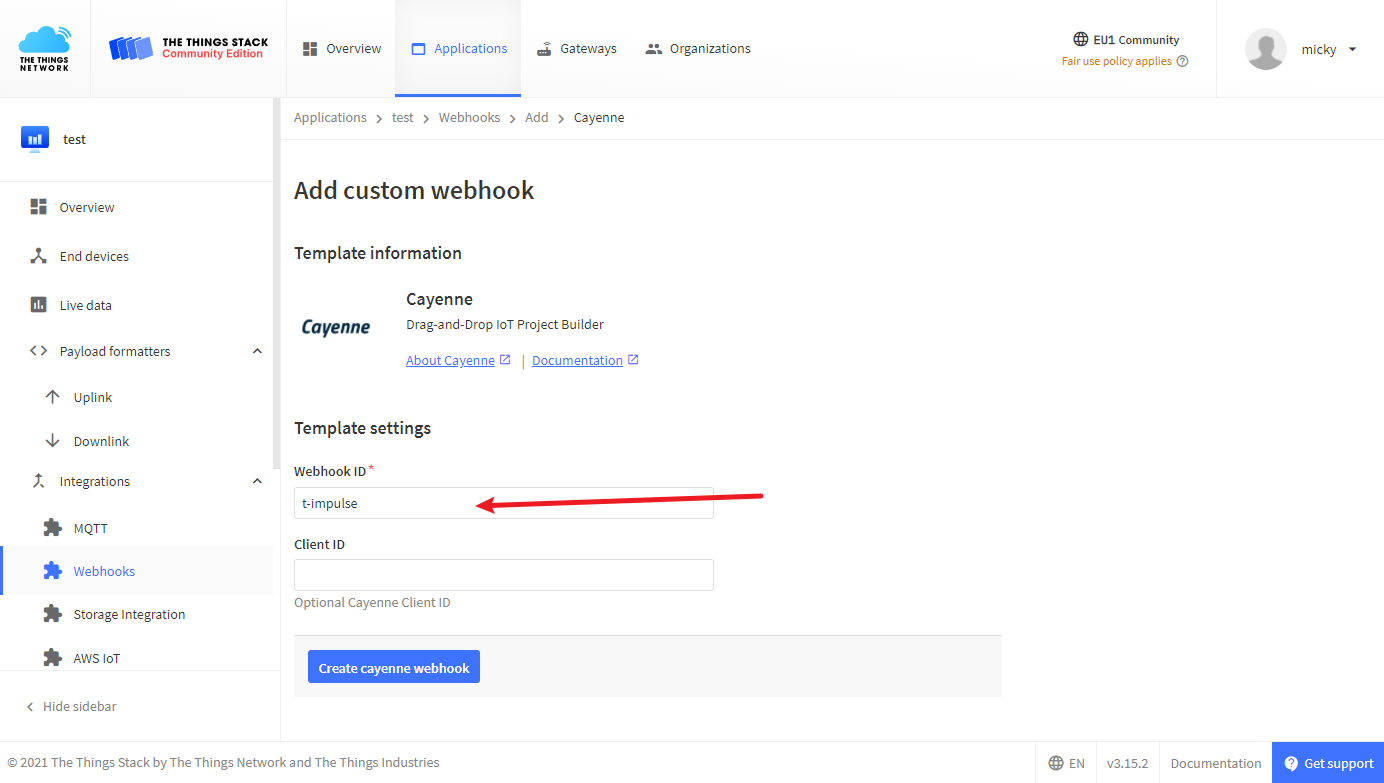 THE THINGS
NETWORK
THE THINGS STACK
Community Edition
Overview
Applications
Gateways
Organizations
EU1 Community
Fair use policy applies
micky
test
Overview
End devices
Live data
Payload formatters
Uplink
Downlink
Integrations
MQTT
Webhooks
Storage Integration
AWS IoT
Hide sidebar
Applications > test > Webhooks > Add > Cayenne
Add custom webhook
Template information
Cayenne
Cayenne
Drag-and-Drop IoT Project Builder
About Cayenne | Documentation
Template settings
Webhook ID*
t-impulse
Client ID
Optional Cayenne Client ID
Create cayenne webhook
© 2021 The Things Stack by The Things Network and The Things Industries
EN
v3.15.2
Documentation
Get support